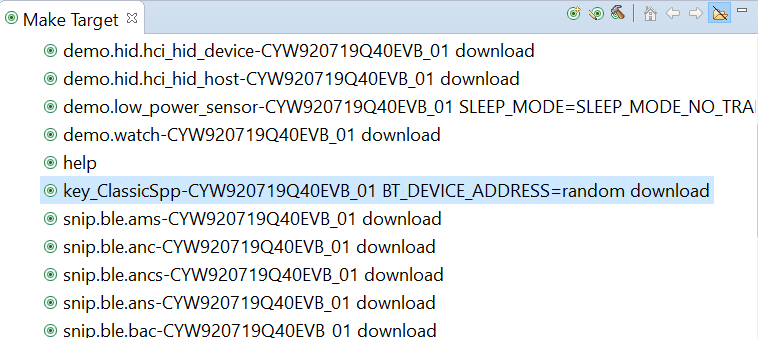 Make Target
demo.hid.hci_hid_device-CYW920719Q40EVB_01 download
demo.hid.hci_hid_host-CYW920719Q40EVB_01 download
demo.low_power_sensor-CYW920719Q40EVB_01 SLEEP_MODE=SLEEP_MODE_NO_TRA
demo.watch-CYW920719Q40EVB_01 download
help
key_ClassicSpp-CYW920719Q40EVB_01 BT_DEVICE_ADDRESS=random download
snip.ble.ams-CYW920719Q40EVB_01 download
snip.ble.anc-CYW920719Q40EVB_01 download
snip.ble.ancs-CYW920719Q40EVB_01 download
snip.ble.ans-CYW920719Q40EVB_01 download
snip.ble.bac-CYW920719Q40EVB_01 download